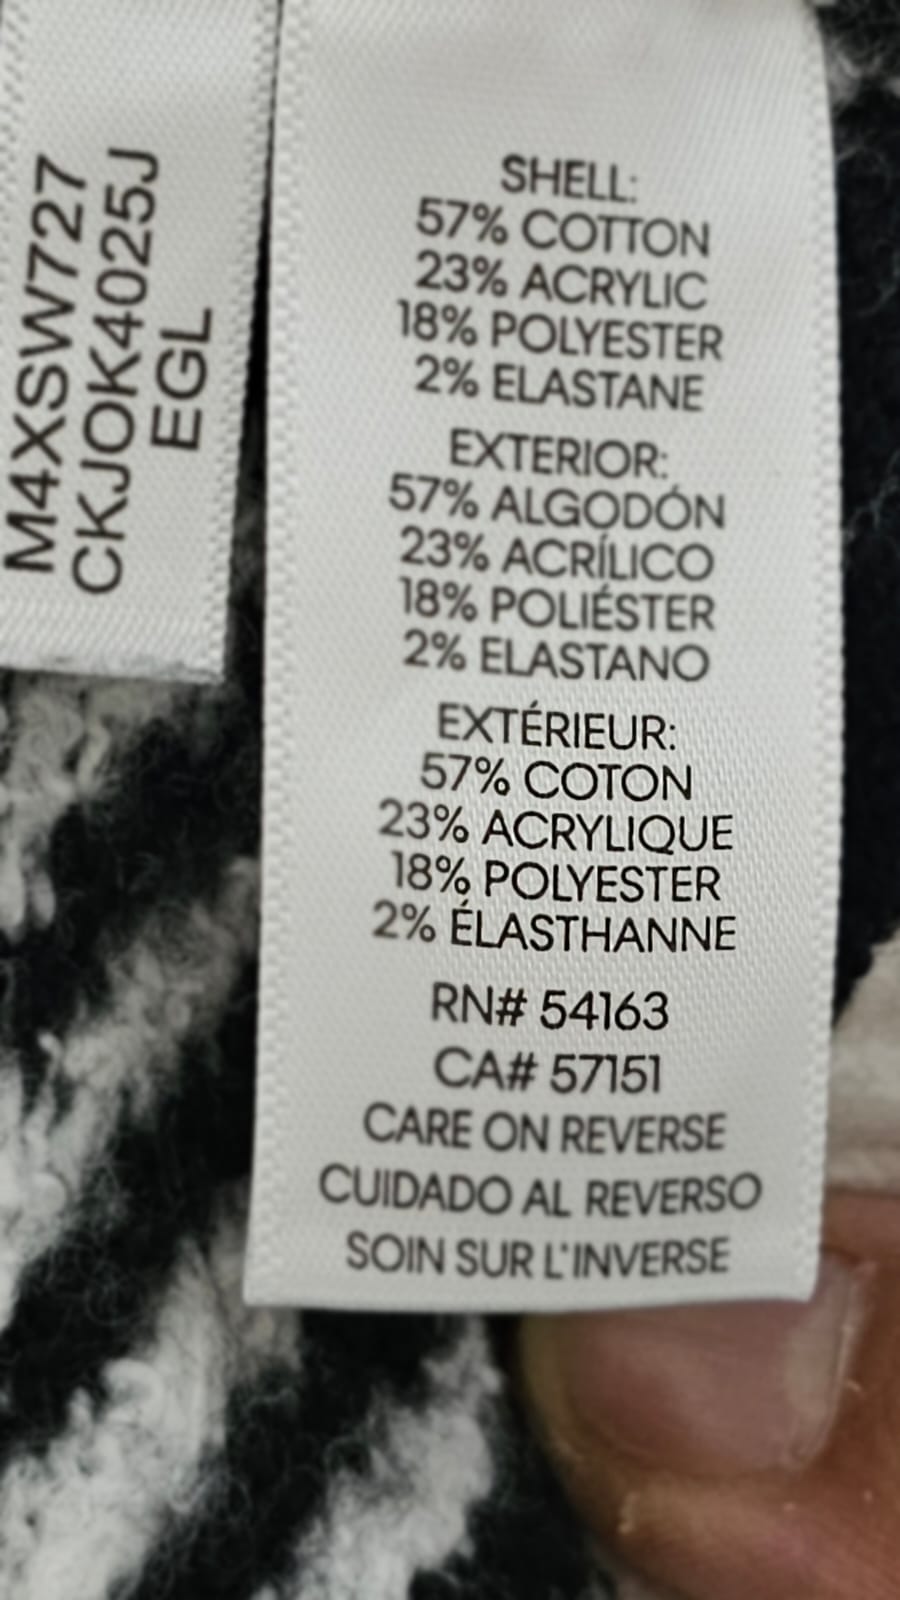 M4XSW727
CKJOK4025J
EGL
SHELL:
57% COTTON
23% ACRYLIC
18% POLYESTER
2% ELASTANE
EXTERIOR:
57% ALGODÓN
23% ACRÍLICO
18% POLIÉSTER
2% ELASTANO
EXTÉRIEUR:
57% COTON
23% ACRYLIQUE
18% POLYESTER
2% ÉLASTHANNE
RN# 54163
CA# 57151
CARE ON REVERSE
CUIDADO AL REVERSO
SOIN SUR L'INVERSE